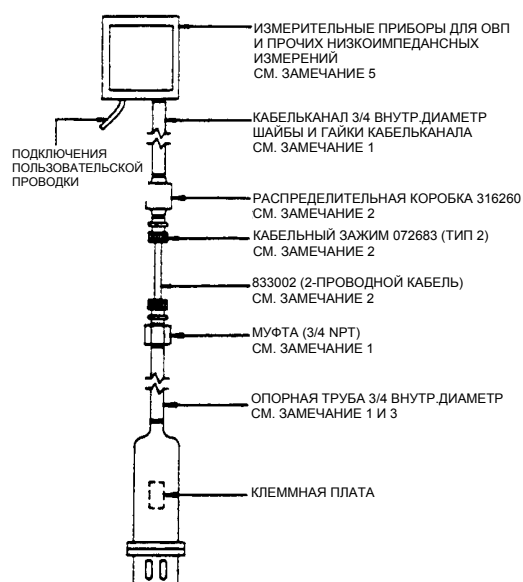 ИЗМЕРИТЕЛЬНЫЕ ПРИБОРЫ ДЛЯ ОВП
И ПРОЧИХ НИЗКОИМПЕДАНСНЫХ
ИЗМЕРЕНИЙ
СМ. ЗАМЕЧАНИЕ 5
КАБЕЛЬКАНАЛ 3/4 ВНУТР.ДИАМЕТР
ШАЙБЫ И ГАЙКИ КАБЕЛЬКАНАЛА
СМ. ЗАМЕЧАНИЕ 1
ПОДКЛЮЧЕНИЯ
ПОЛЬЗОВАТЕЛЬСКОЙ
ПРОВОДКИ
РАСПРЕДЕЛИТЕЛЬНАЯ КОРОБКА 316260
СМ. ЗАМЕЧАНИЕ 2
КАБЕЛЬНЫЙ ЗАЖИМ 072683 (ТИП 2)
СМ. ЗАМЕЧАНИЕ 2
833002 (2-ПРОВОДНОЙ КАБЕЛЬ)
СМ. ЗАМЕЧАНИЕ 2
МУФТА (3/4 NPT)
СМ. ЗАМЕЧАНИЕ 1
ОПОРНАЯ ТРУБА 3/4 ВНУТР.ДИАМЕТР
СМ. ЗАМЕЧАНИЕ 1 И 3
КЛЕММНАЯ ПЛАТА